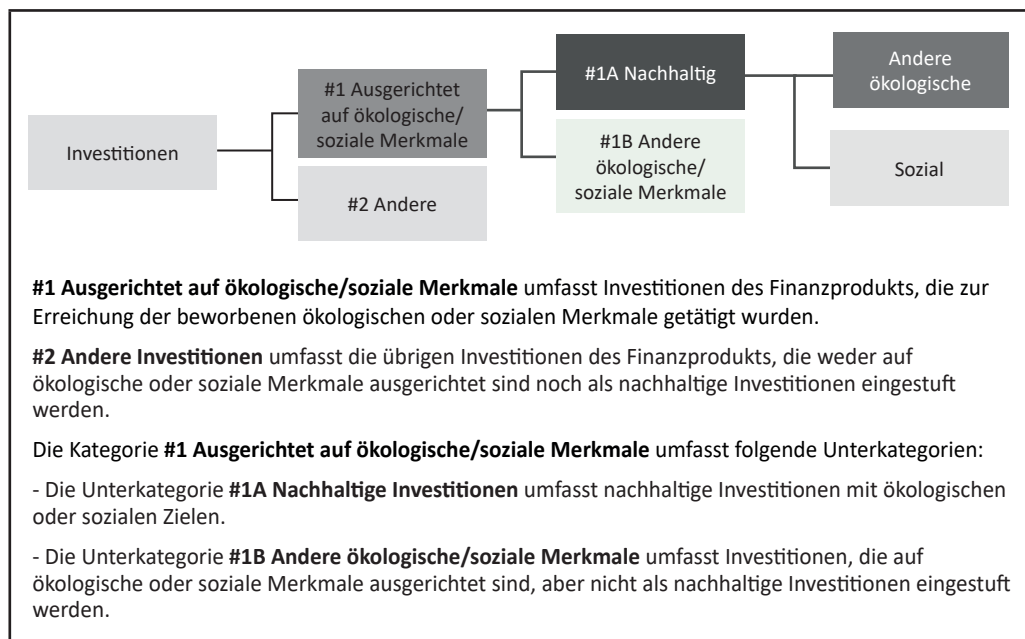 Investitionen
#1 Ausgerichtet
auf ökologische/
soziale Merkmale
#2 Andere
#1A Nachhaltig
#1B Andere
ökologische/
soziale Merkmale
Andere
ökologische
Sozial
#1 Ausgerichtet auf ökologische/soziale Merkmale umfasst Investitionen des Finanzprodukts, die zur
Erreichung der beworbenen ökologischen oder sozialen Merkmale getätigt wurden.
#2 Andere Investitionen umfasst die übrigen Investitionen des Finanzprodukts, die weder auf
ökologische oder soziale Merkmale ausgerichtet sind noch als nachhaltige Investitionen eingestuft
werden.
Die Kategorie #1 Ausgerichtet auf ökologische/soziale Merkmale umfasst folgende Unterkategorien:
- Die Unterkategorie #1A Nachhaltige Investitionen umfasst nachhaltige Investitionen mit ökologischen
oder sozialen Zielen.
- Die Unterkategorie #1B Andere ökologische/soziale Merkmale umfasst Investitionen, die auf
ökologische oder soziale Merkmale ausgerichtet sind, aber nicht als nachhaltige Investitionen eingestuft
werden.